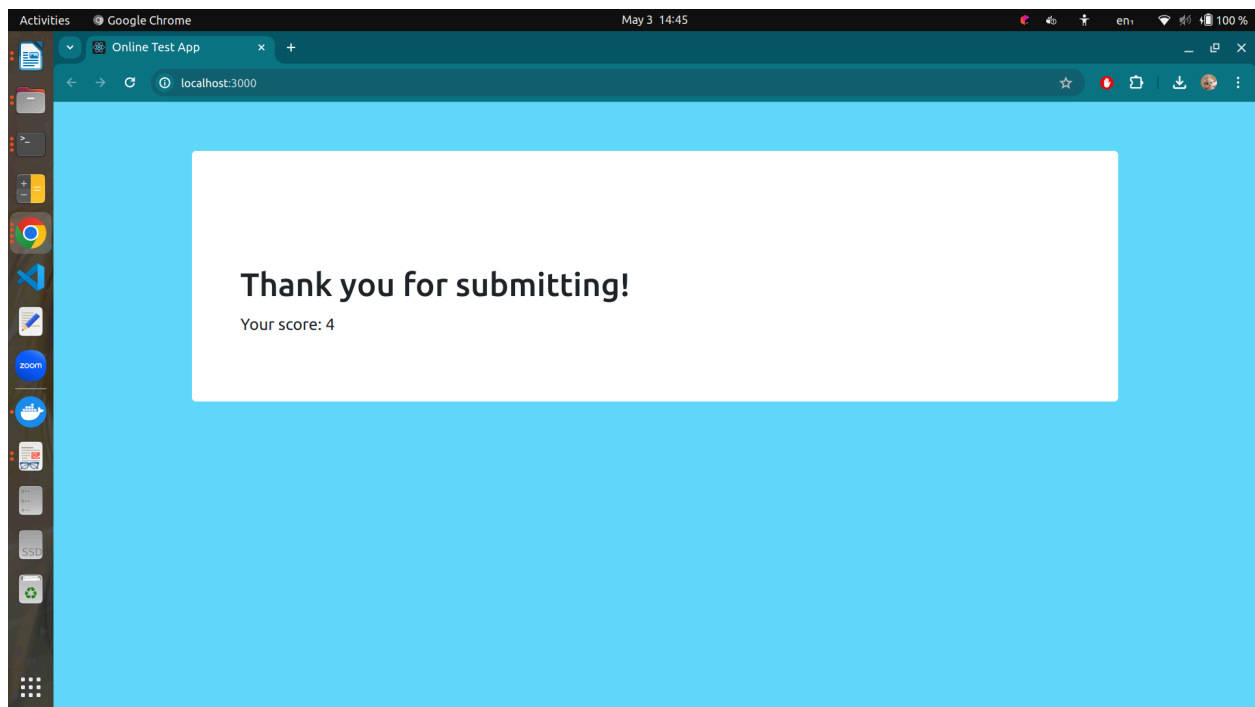 Activities Google Chrome May 3 14:45 en₁ 100 %
Online Test App
localhost:3000
Thank you for submitting!
Your score: 4
zoom
SSD